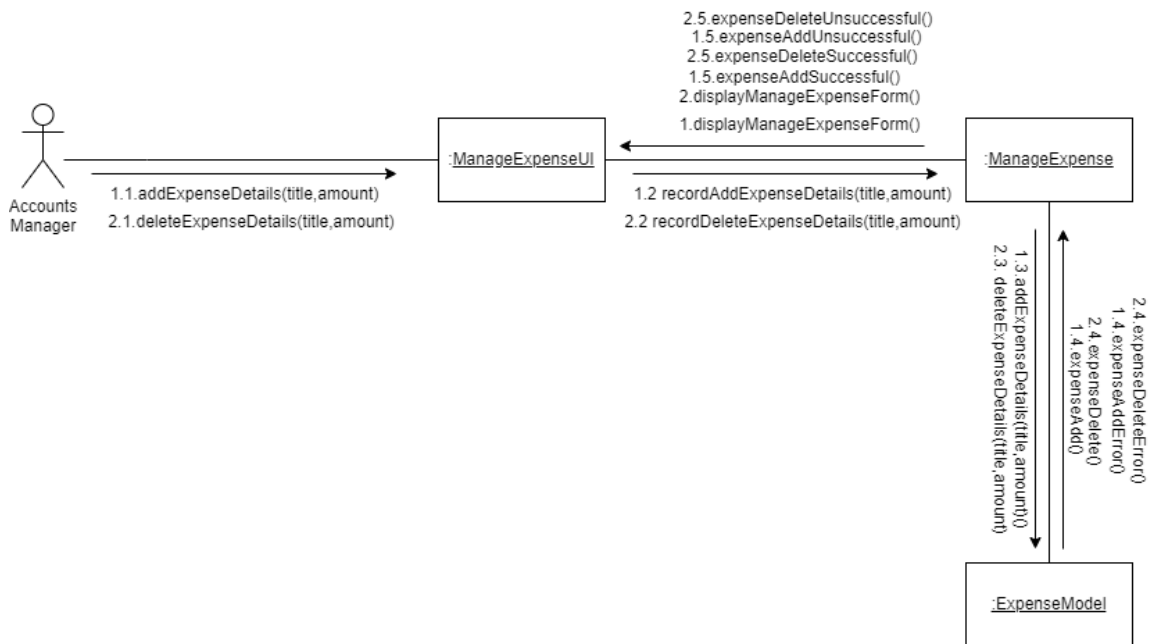 2.5.expenseDeleteUnsuccessful()
1.5.expenseAddUnsuccessful()
2.5.expenseDeleteSuccessful()
1.5.expenseAddSuccessful()
2.displayManageExpenseForm()
1.displayManageExpenseForm()
Accounts
Manager
:ManageExpenseUI
:ManageExpense
1.1.addExpenseDetails(title,amount)
2.1.deleteExpenseDetails(title,amount)
1.2 recordAddExpenseDetails(title,amount)
2.2 recordDeleteExpenseDetails(title,amount)
1.3.addExpenseDetails(title,amount)()
2.3. deleteExpenseDetails(title,amount)
2.4.expenseDeleteError()
1.4.expenseAddError()
2.4.expenseDelete()
1.4.expenseAdd()
:ExpenseModel